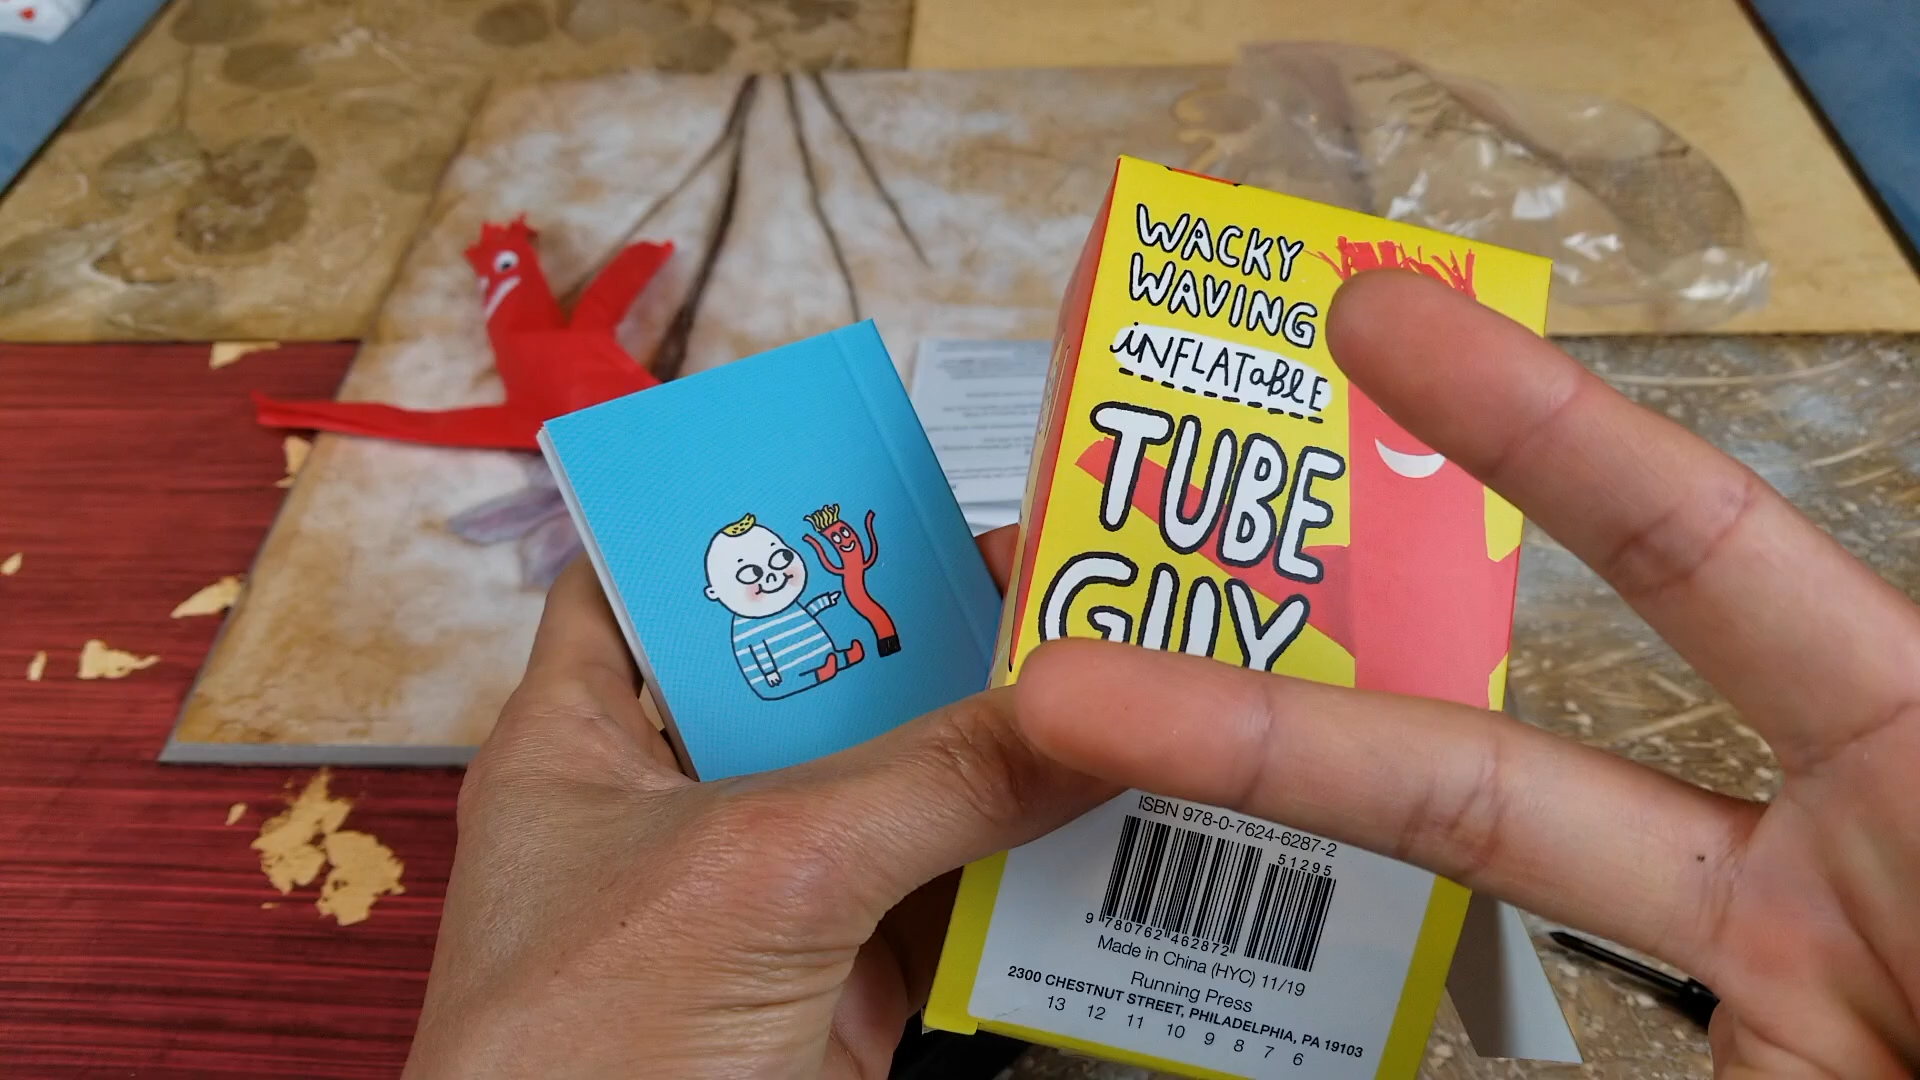 WACKY
WAVING
iNFLATaBLE
TUBE
GUY
ISBN 978-0-7624-6287-2
51295
9 780762 462872
Made in China (HYC) 11/19
Running Press
2300 CHESTNUT STREET, PHILADELPHIA, PA 19103
13 12 11 10 9 8 7 6